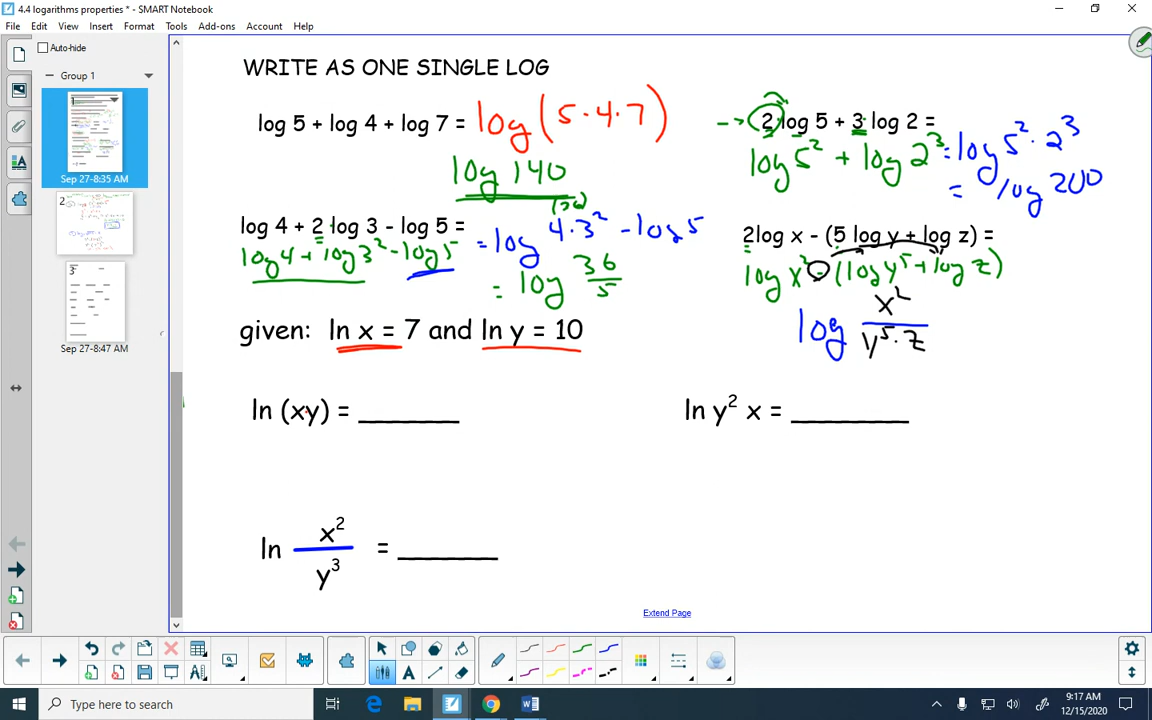 4.4 logarithms properties * - SMART Notebook
File Edit View Insert Format Tools Add-ons Account Help
Auto-hide
Group 1
1
Sep 27-8:35 AM
2
3
Sep 27-8:47 AM
WRITE AS ONE SINGLE LOG
log 5 + log 4 + log 7 = log(5·4·7)
log 140
2 log 5 + 3 log 2 =
log 5² + log 2³ = log 5²·2³
= log 200
log 4 + 2 log 3 - log 5 =
(36)
= log 4·3² - log 5
log 4 + log 3² - log 5
= log 36/5
2log x - (5 log y + log z) =
log x² - (log y⁵ + log z)
log x²/y⁵·z
given: ln x = 7 and ln y = 10
ln (xy) = _______
ln y² x = ________
ln x²/y³ = _______
Extend Page
Type here to search
9:17 AM
12/15/2020